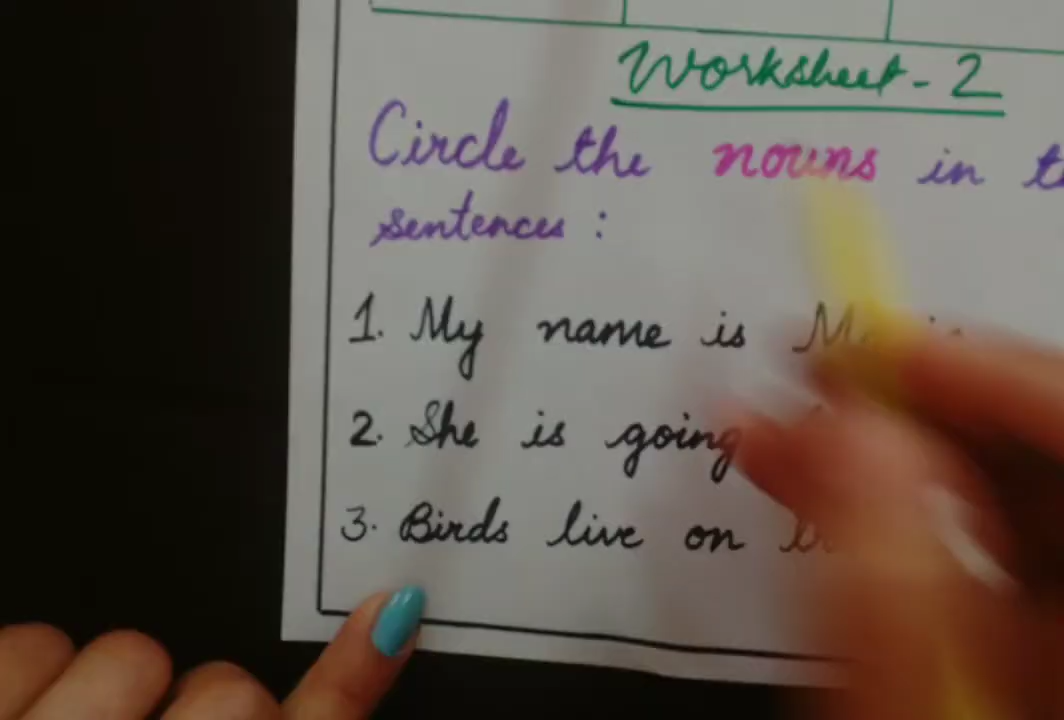 Worksheet - 2
Circle the nouns in
sentences :
1. My name is
2. She is going
3. Birds live on